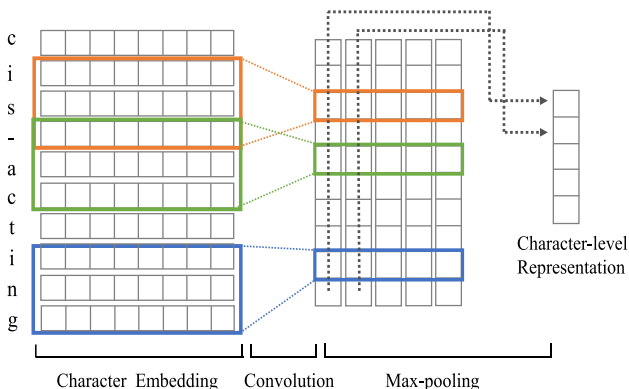 c
i
s
-
a
c
t
i
n
g
Character-level
Representation
Character Embedding
Convolution
Max-pooling